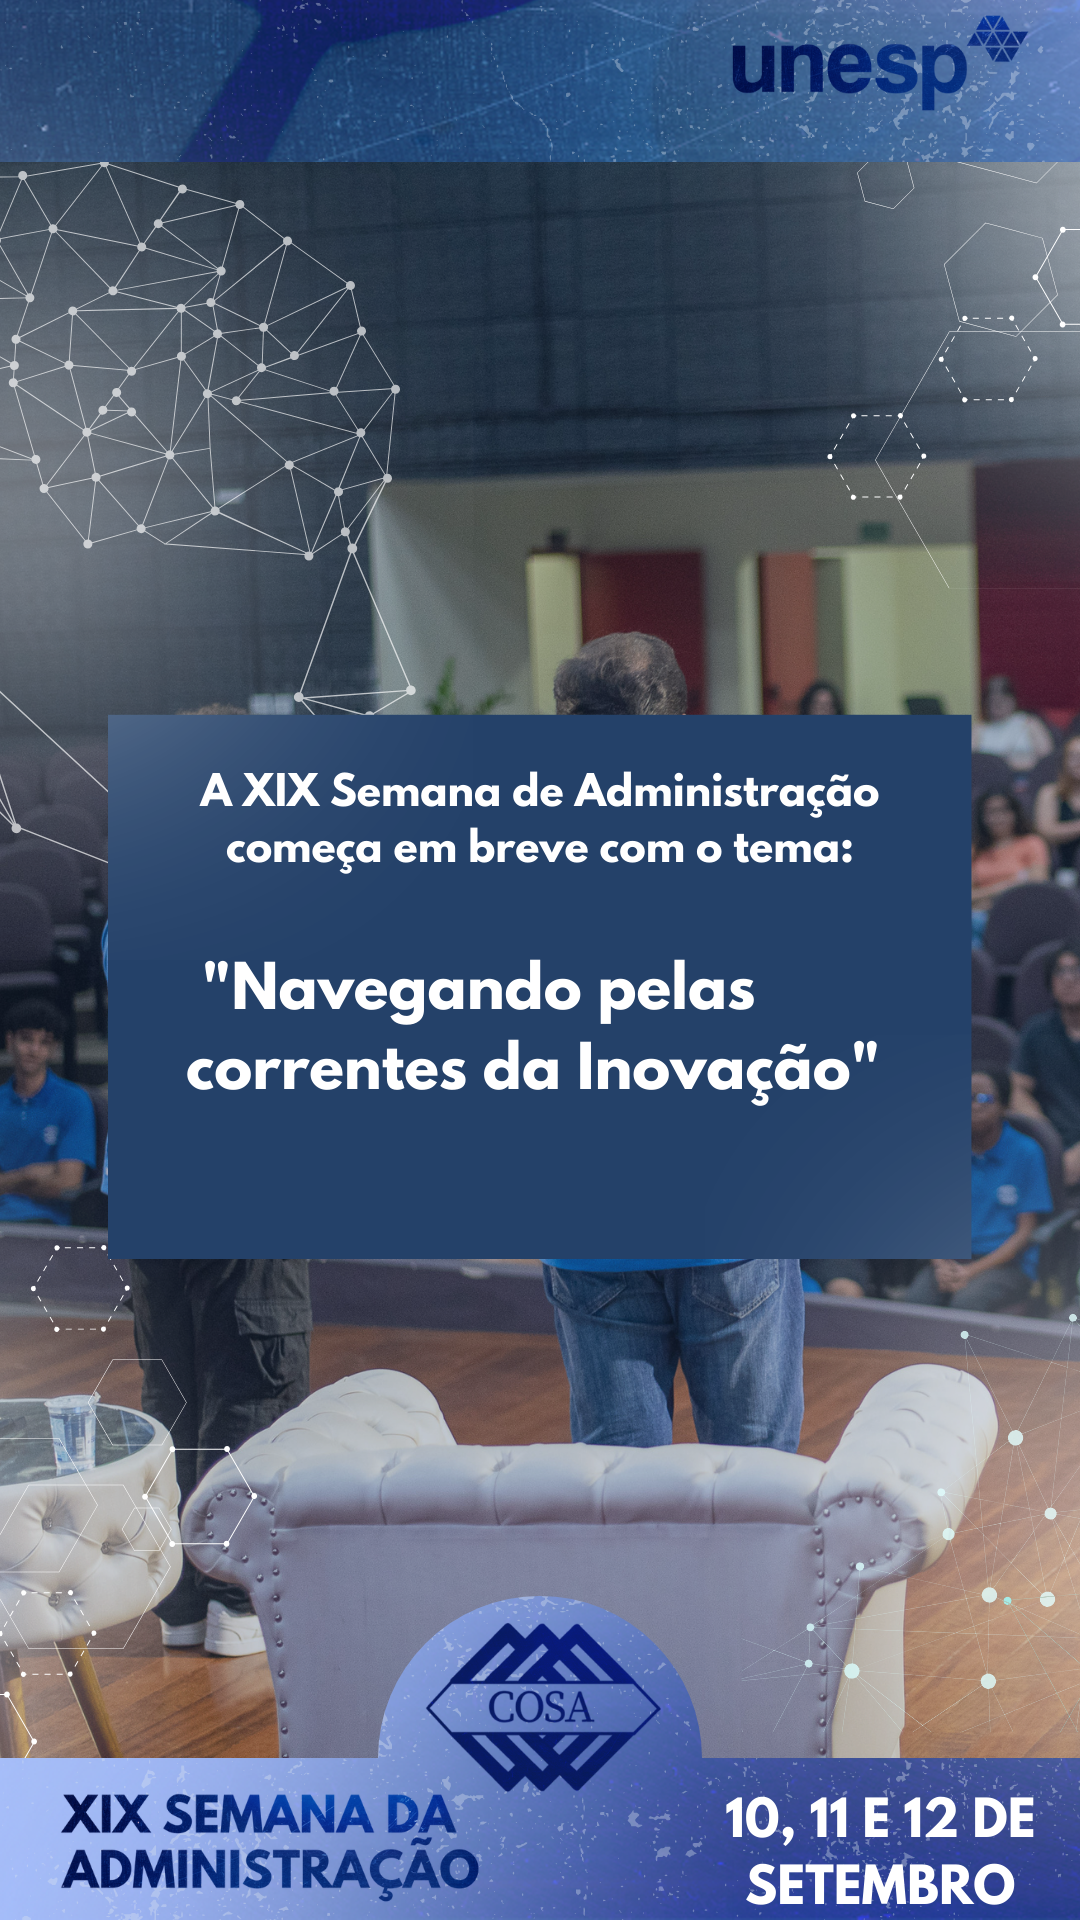 unesp
A XIX Semana de Administração
começa em breve com o tema:
"Navegando pelas
correntes da Inovação"
COSA
XIX SEMANA DA
ADMINISTRAÇÃO
10, 11 E 12 DE
SETEMBRO